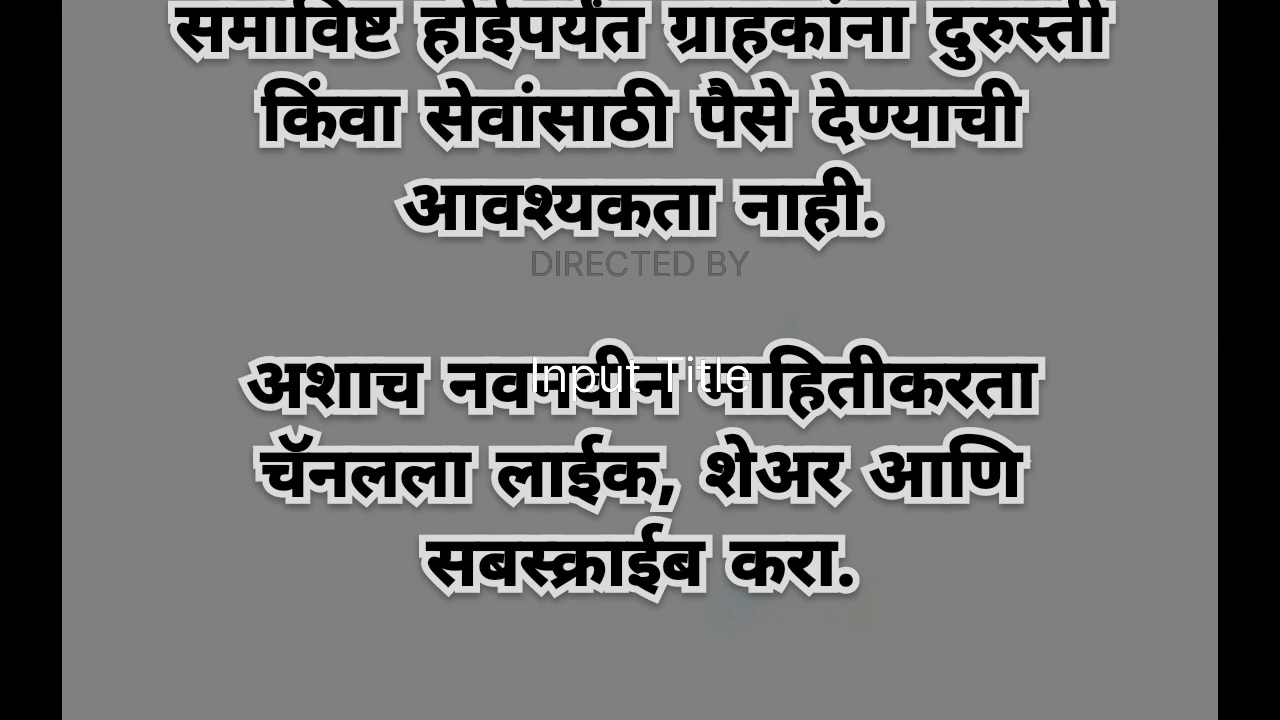 समाविष्ट होईपर्यंत ग्राहकांना दुरुस्ती
किंवा सेवांसाठी पैसे देण्याची
आवश्यकता नाही.
DIRECTED BY
अशाच नवनवीन माहितीकरता
Input Title
चॅनलला लाईक, शेअर आणि
सबस्क्राईब करा.